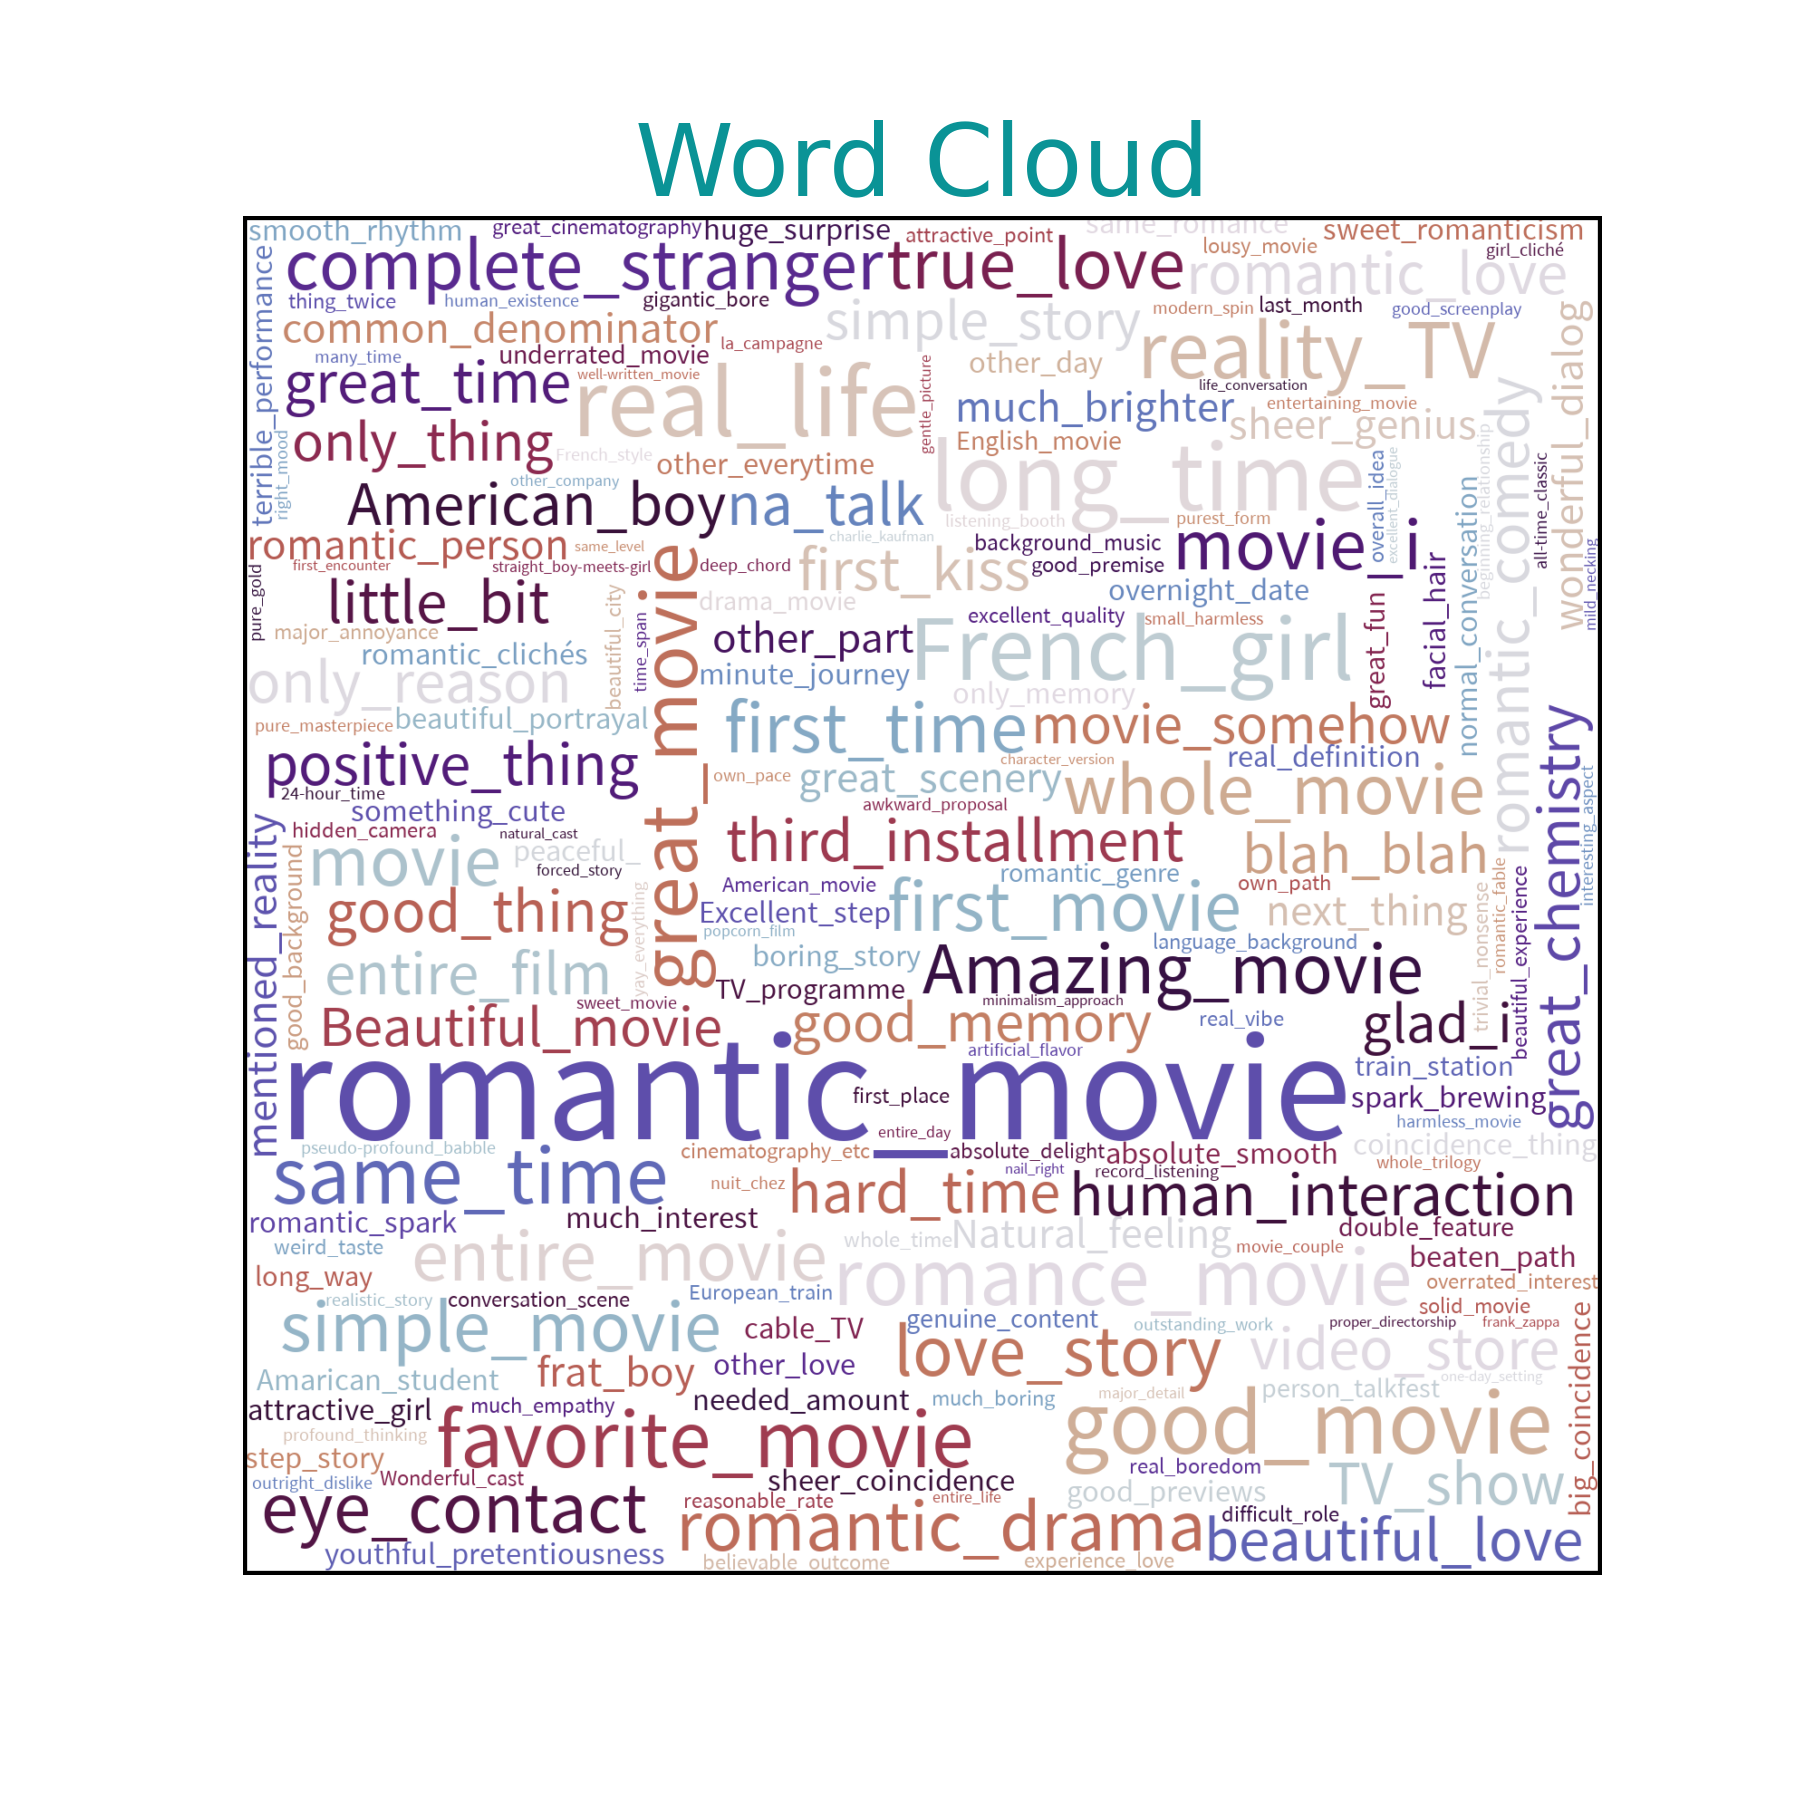 Word Cloud
smooth_rhythm
great_cinematography
huge_surprise
attractive_point
same_romance
sweet_romanticism
lousy_movie
girl_cliché
complete_stranger
true_love
romantic_love
thing_twice
human_existence
gigantic_bore
modern_spin
last_month
good_screenplay
common_denominator
simple_story
reality_TV
wonderful_dialog
terrible_performance
many_time
underrated_movie
la_campagne
other_day
great_time
well-written_movie
real_life
gentle_picture
life_conversation
much_brighter
entertaining_movie
sheer_genius
romantic_comedy
only_thing
right_mood
French_style
other_everytime
English_movie
long_time
overall_idea
excellent_dialogue
beginning_relationship
normal_conversation
all-time_classic
other_company
American_boy
na_talk
listening_booth
purest_form
charlie_kaufman
romantic_person
same_level
background_music
movie_i
first_encounter
straight_boy-meets-girl
deep_chord
first_kiss
good_premise
facial_hair
mild_necking
pure_gold
little_bit
beautiful_city
time_span
great_movie
drama_movie
overnight_date
great_fun
excellent_quality
small_harmless
major_annoyance
other_part
French_girl
romantic_clichés
minute_journey
only_reason
only_memory
pure_masterpiece
beautiful_portrayal
first_time
movie_somehow
great_chemistry
positive_thing
character_version
real_definition
own_pace
great_scenery
whole_movie
interesting_aspect
24-hour_time
something_cute
awkward_proposal
hidden_camera
natural_cast
third_installment
mentioned_reality
good_background
movie
peaceful_
blah_blah
forced_story
romantic_genre
romantic_fable
beautiful_experience
trivial_nonsense
American_movie
own_path
good_thing
yay_everything
Excellent_step
first_movie
next_thing
popcorn_film
language_background
entire_film
boring_story
Amazing_movie
TV_programme
sweet_movie
minimalism_approach
Beautiful_movie
good_memory
real_vibe
glad_i
artificial_flavor
train_station
romantic_movie
first_place
spark_brewing
harmless_movie
entire_day
pseudo-profound_babble
cinematography_etc
absolute_delight
absolute_smooth
coincidence_thing
whole_trilogy
same_time
nail_right
record_listening
nuit_chez
hard_time
human_interaction
romantic_spark
much_interest
double_feature
weird_taste
entire_movie
whole_time
Natural_feeling
movie_couple
beaten_path
long_way
romance_movie
overrated_interest
realistic_story
conversation_scene
European_train
solid_movie
big_coincidence
simple_movie
cable_TV
genuine_content
outstanding_work
proper_directorship
frank_zappa
love_story
video_store
Amarican_student
frat_boy
other_love
one-day_setting
attractive_girl
much_empathy
needed_amount
much_boring
major_detail
person_talkfest
profound_thinking
favorite_movie
good_movie
step_story
real_boredom
outright_dislike
Wonderful_cast
sheer_coincidence
good_previews
TV_show
eye_contact
reasonable_rate
entire_life
romantic_drama
difficult_role
beautiful_love
youthful_pretentiousness
believable_outcome
experience_love